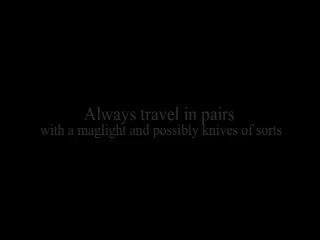 Always travel in pairs
with a maglight and possibly knives of sorts